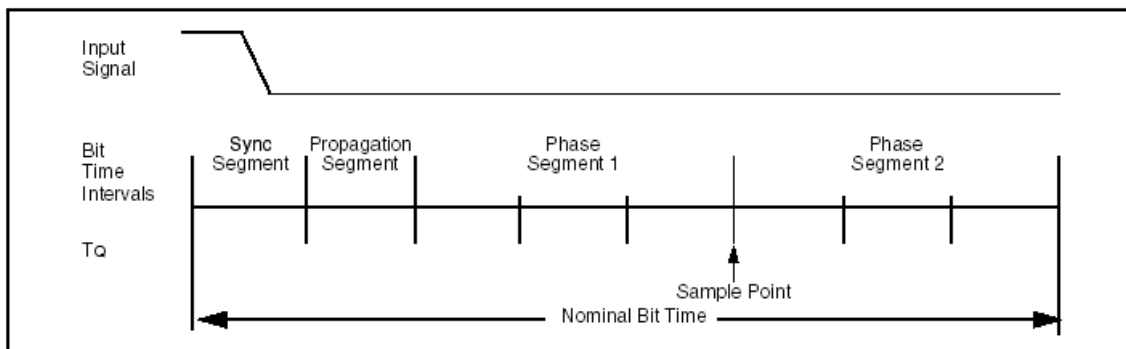 Input
Signal
Bit
Time
Intervals
Sync
Segment
Propagation
Segment
Phase
Segment 1
Phase
Segment 2
TQ
Sample Point
Nominal Bit Time